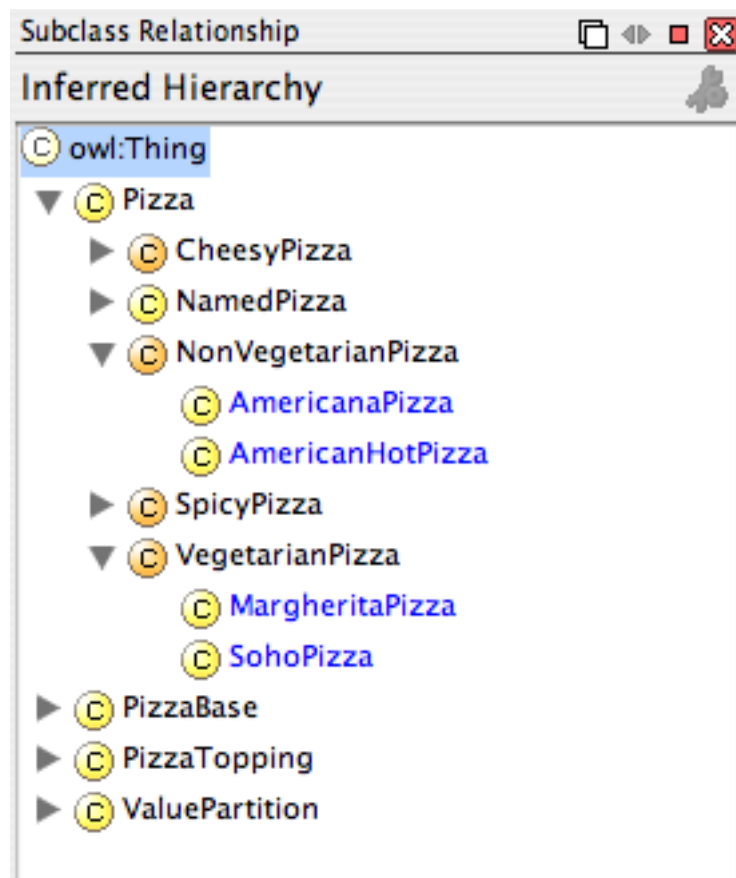 Subclass Relationship
Inferred Hierarchy
C owl:Thing
C Pizza
C CheesyPizza
C NamedPizza
C NonVegetarianPizza
C AmericanaPizza
C AmericanHotPizza
C SpicyPizza
C VegetarianPizza
C MargheritaPizza
C SohoPizza
C PizzaBase
C PizzaTopping
C ValuePartition